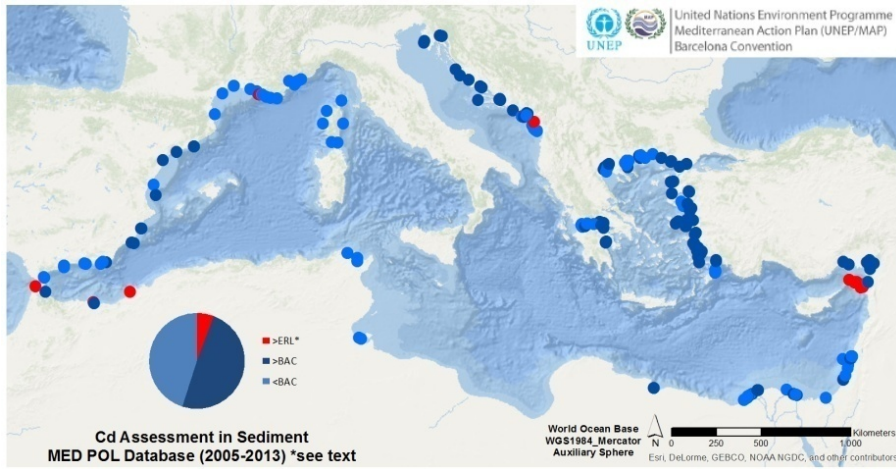 UNEP
MAP
United Nations Environment Programme
Mediterranean Action Plan (UNEP/MAP)
Barcelona Convention
>ERL*
>BAC
<BAC
Cd Assessment in Sediment
MED POL Database (2005-2013) *see text
World Ocean Base
WGS1984_Mercator
Auxiliary Sphere
N
Kilometers
0 250 500 1,000
Esri, DeLorme, GEBCO, NOAA NGDC, and other contributors